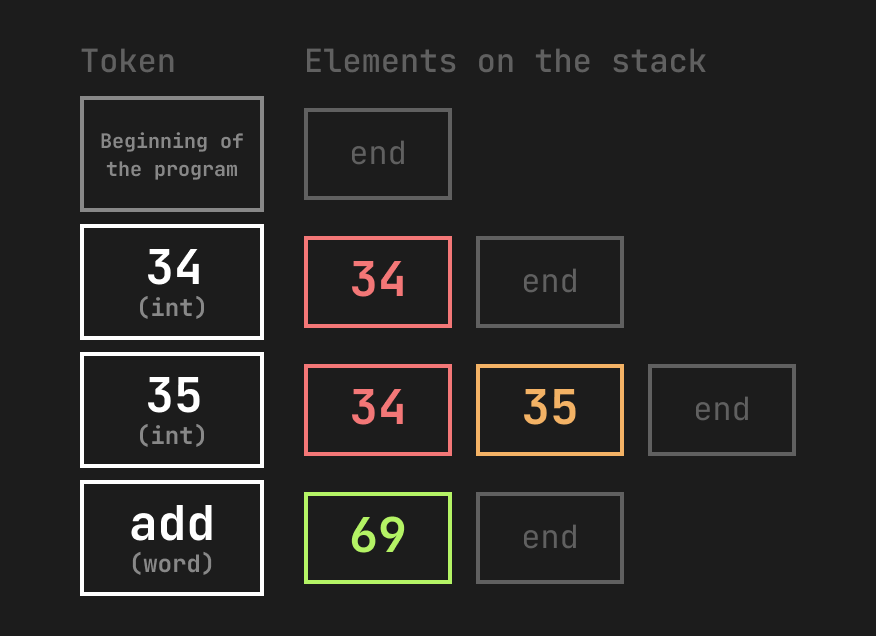 Token Elements on the stack
Beginning of
the program
end
34
(int)
34 end
35
(int)
34 35 end
add
(word)
69 end